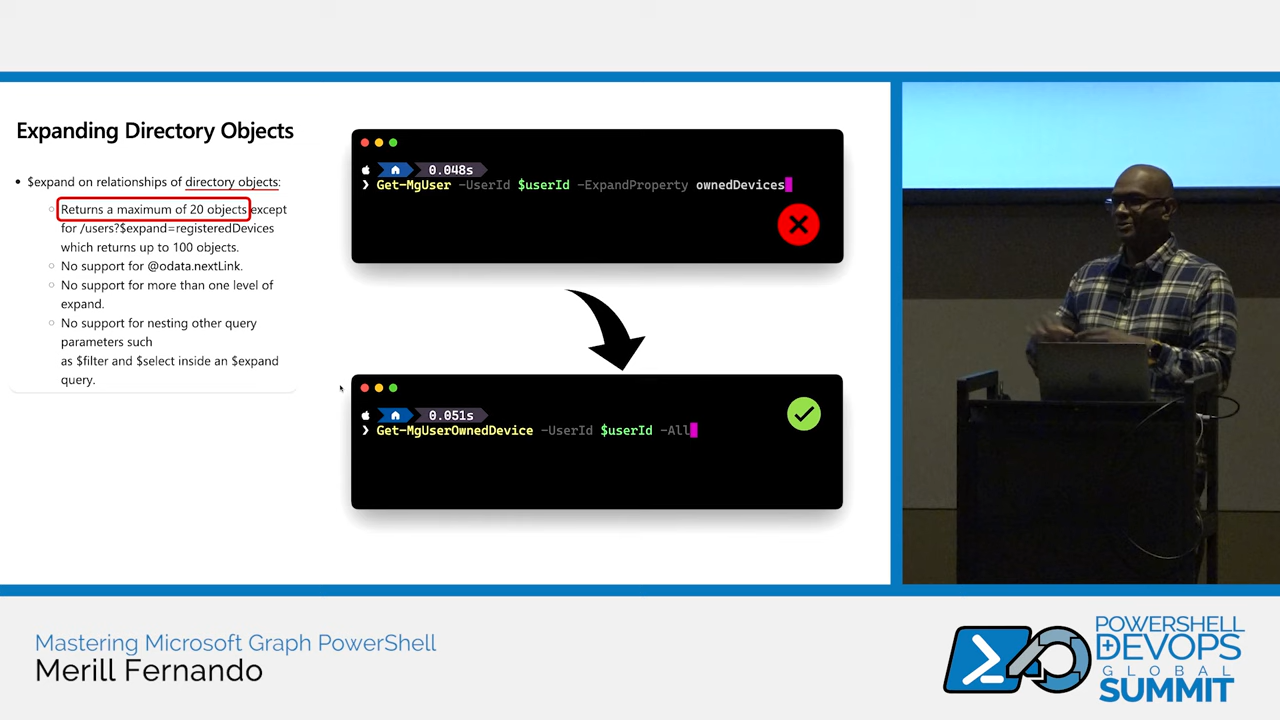 Expanding Directory Objects
• $expand on relationships of directory objects:
○ Returns a maximum of 20 objects except
for /users?$expand=registeredDevices
which returns up to 100 objects.
○ No support for @odata.nextLink.
○ No support for more than one level of
expand.
○ No support for nesting other query
parameters such
as $filter and $select inside an $expand
query.
0.048s
❯ Get-MgUser -UserId $userId -ExpandProperty ownedDevices
0.051s
❯ Get-MgUserOwnedDevice -UserId $userId -All
Mastering Microsoft Graph PowerShell
Merill Fernando
POWERSHELL
DEVOPS
GLOBAL
SUMMIT